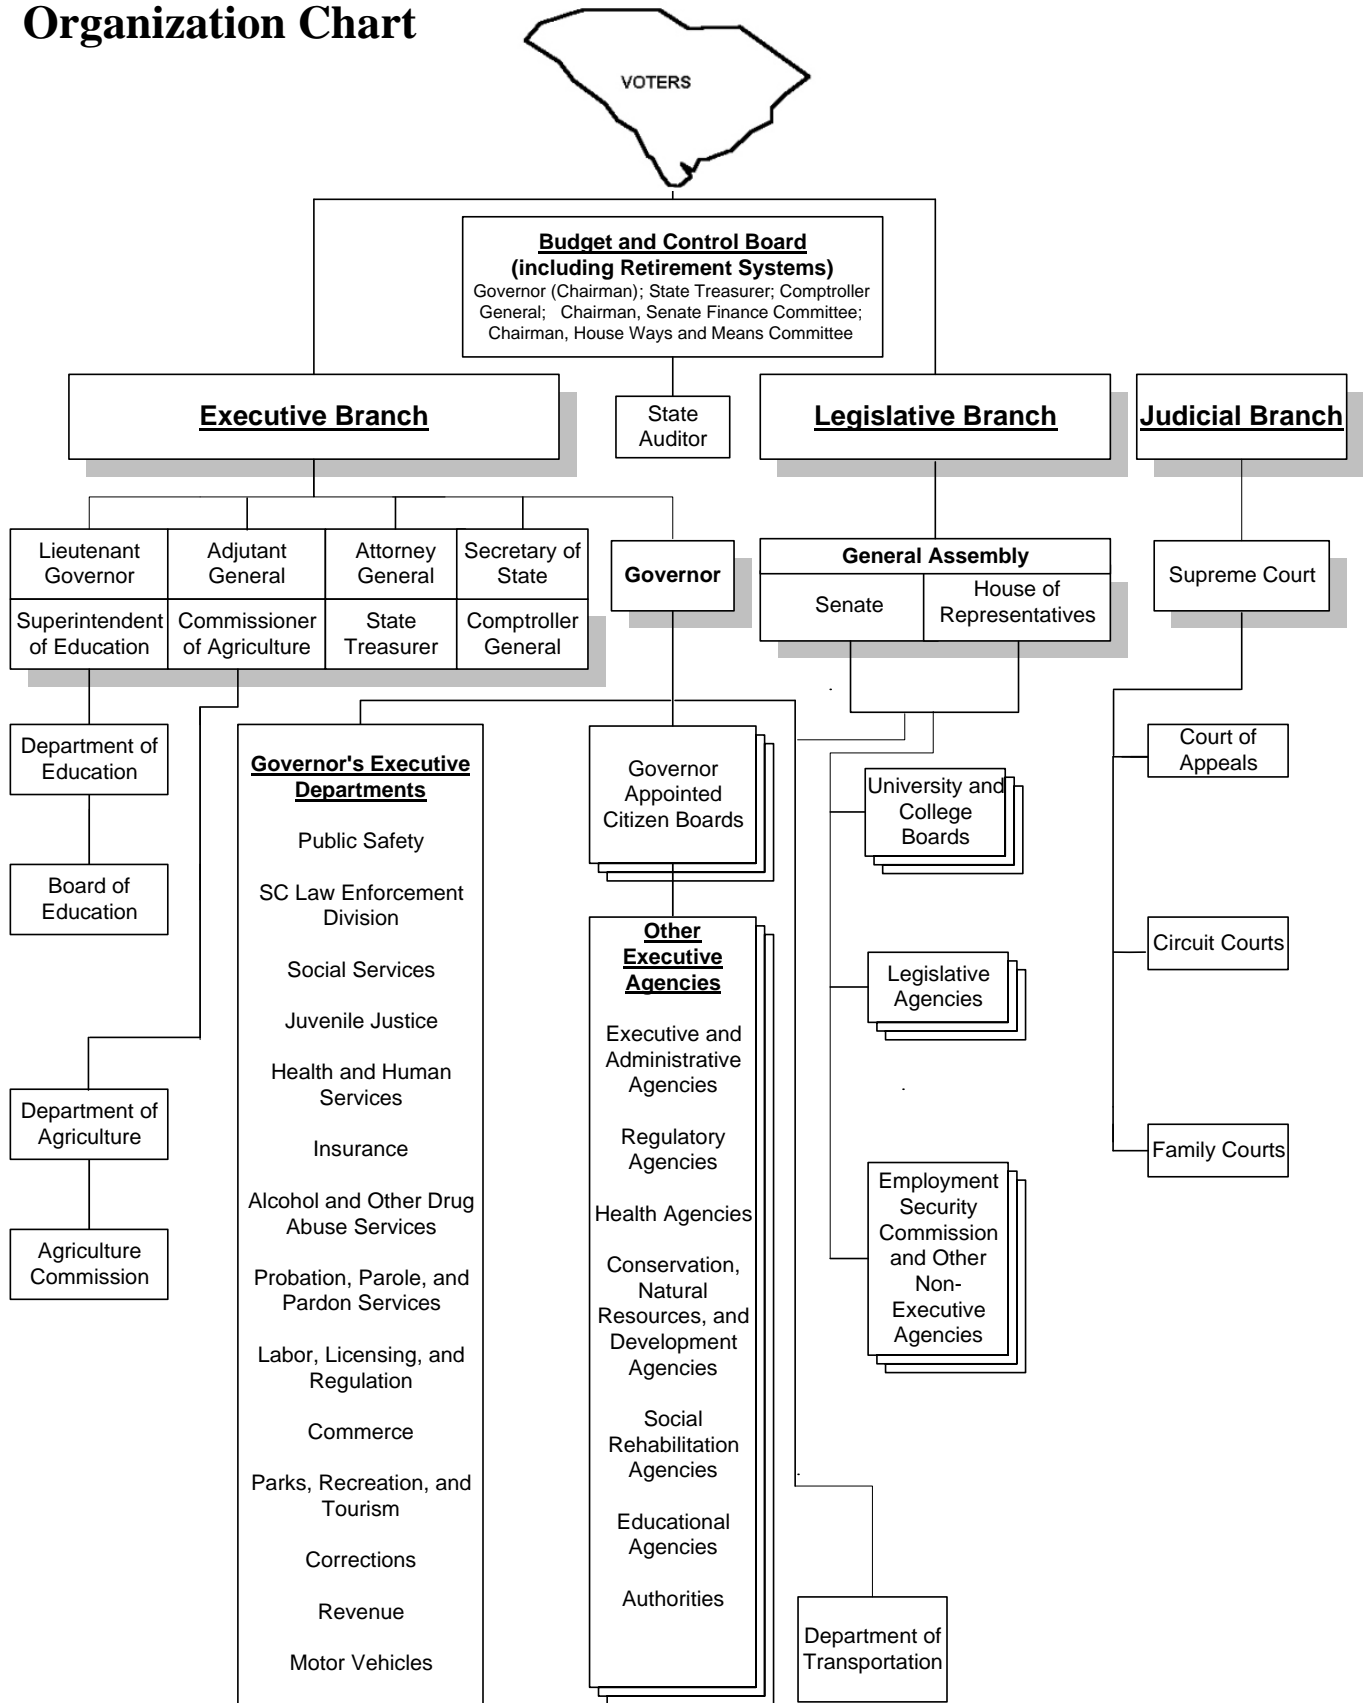 Organization Chart
VOTERS
Budget and Control Board
(including Retirement Systems)
Governor (Chairman); State Treasurer; Comptroller
General;   Chairman, Senate Finance Committee;
Chairman, House Ways and Means Committee
Executive Branch
State
Auditor
Legislative Branch
Judicial Branch
Lieutenant
Governor
Adjutant
General
Attorney
General
Secretary of
State
Superintendent
of Education
Commissioner
of Agriculture
State
Treasurer
Comptroller
General
Governor
General Assembly
Senate
House of
Representatives
Supreme Court
Department of
Education
Board of
Education
Department of
Agriculture
Agriculture
Commission
Governor's Executive
Departments
Public Safety
SC Law Enforcement
Division
Social Services
Juvenile Justice
Health and Human
Services
Insurance
Alcohol and Other Drug
Abuse Services
Probation, Parole, and
Pardon Services
Labor, Licensing, and
Regulation
Commerce
Parks, Recreation, and
Tourism
Corrections
Revenue
Motor Vehicles
Governor
Appointed
Citizen Boards
Other
Executive
Agencies
Executive and
Administrative
Agencies
Regulatory
Agencies
Health Agencies
Conservation,
Natural
Resources, and
Development
Agencies
Social
Rehabilitation
Agencies
Educational
Agencies
Authorities
University and
College
Boards
Legislative
Agencies
Employment
Security
Commission
and Other
Non-
Executive
Agencies
Department of
Transportation
Court of
Appeals
Circuit Courts
Family Courts